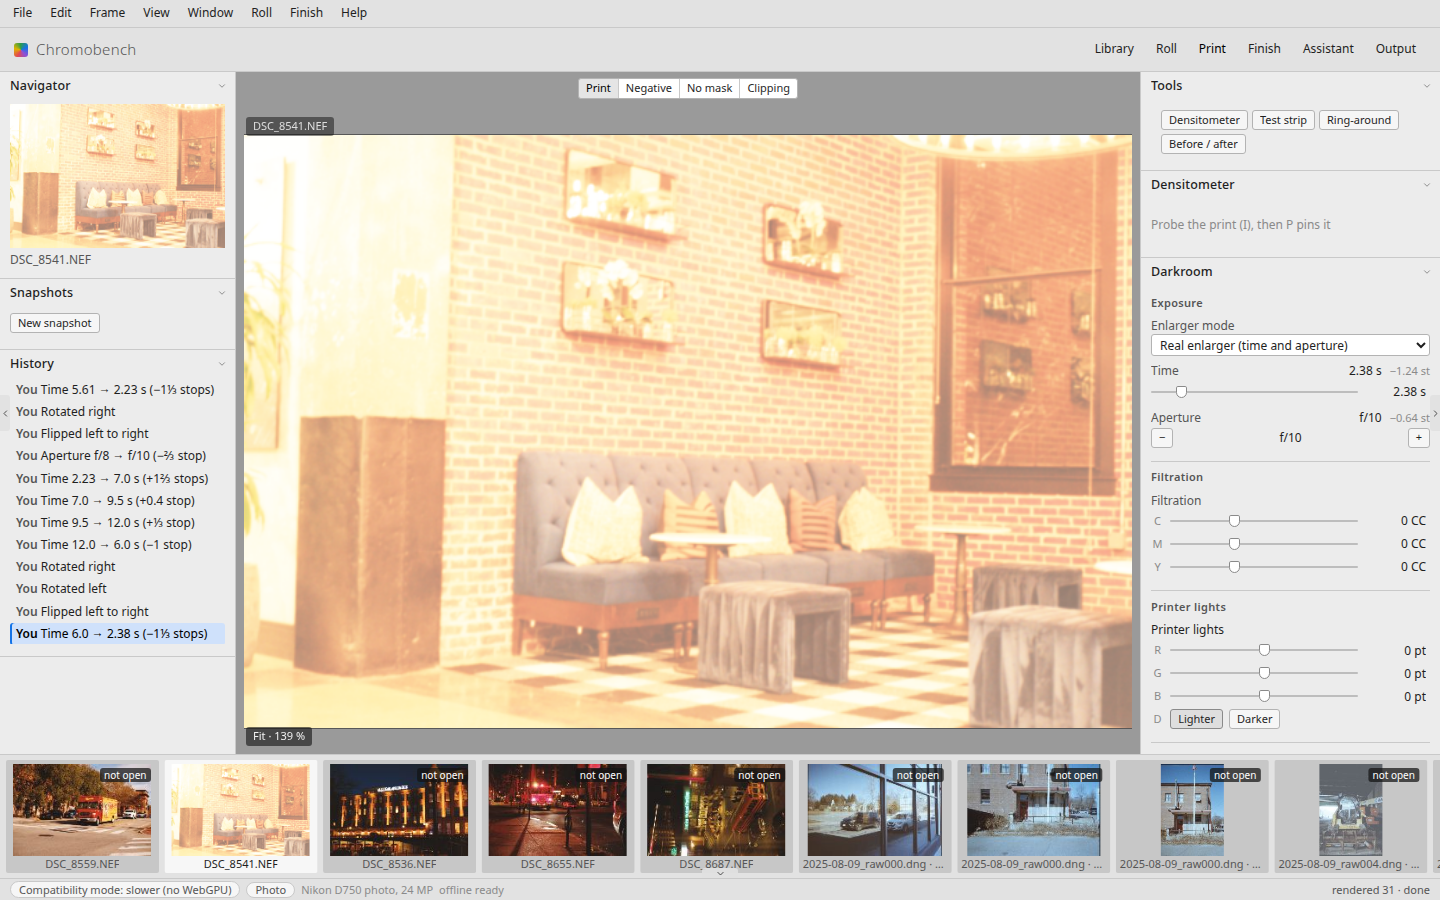 File Edit Frame View Window Roll Finish Help
Chromobench
Library Roll Print Finish Assistant Output
Navigator
DSC_8541.NEF
Snapshots
New snapshot
History
You Time 5.61 → 2.23 s (−1⅓ stops)
You Rotated right
You Flipped left to right
You Aperture f/8 → f/10 (−⅔ stop)
You Time 2.23 → 7.0 s (+1⅔ stops)
You Time 7.0 → 9.5 s (+0.4 stop)
You Time 9.5 → 12.0 s (+⅓ stop)
You Time 12.0 → 6.0 s (−1 stop)
You Rotated right
You Rotated left
You Flipped left to right
You Time 6.0 → 2.38 s (−1⅓ stops)
Print Negative No mask Clipping
DSC_8541.NEF
Fit · 139 %
Tools
Densitometer Test strip Ring-around
Before / after
Densitometer
Probe the print (I), then P pins it
Darkroom
Exposure
Enlarger mode
Real enlarger (time and aperture)
Time 2.38 s −1.24 st
2.38 s
Aperture f/10 −0.64 st
− f/10 +
Filtration
Filtration
C 0 CC
M 0 CC
Y 0 CC
Printer lights
Printer lights
R 0 pt
G 0 pt
B 0 pt
D Lighter Darker
not open not open not open not open not open not open not open not open
DSC_8559.NEF DSC_8541.NEF DSC_8536.NEF DSC_8655.NEF DSC_8687.NEF 2025-08-09_raw000.dng · ... 2025-08-09_raw000.dng · ... 2025-08-09_raw000.dng · ... 2025-08-09_raw004.dng · ...
Compatibility mode: slower (no WebGPU) Photo Nikon D750 photo, 24 MP offline ready rendered 31 · done